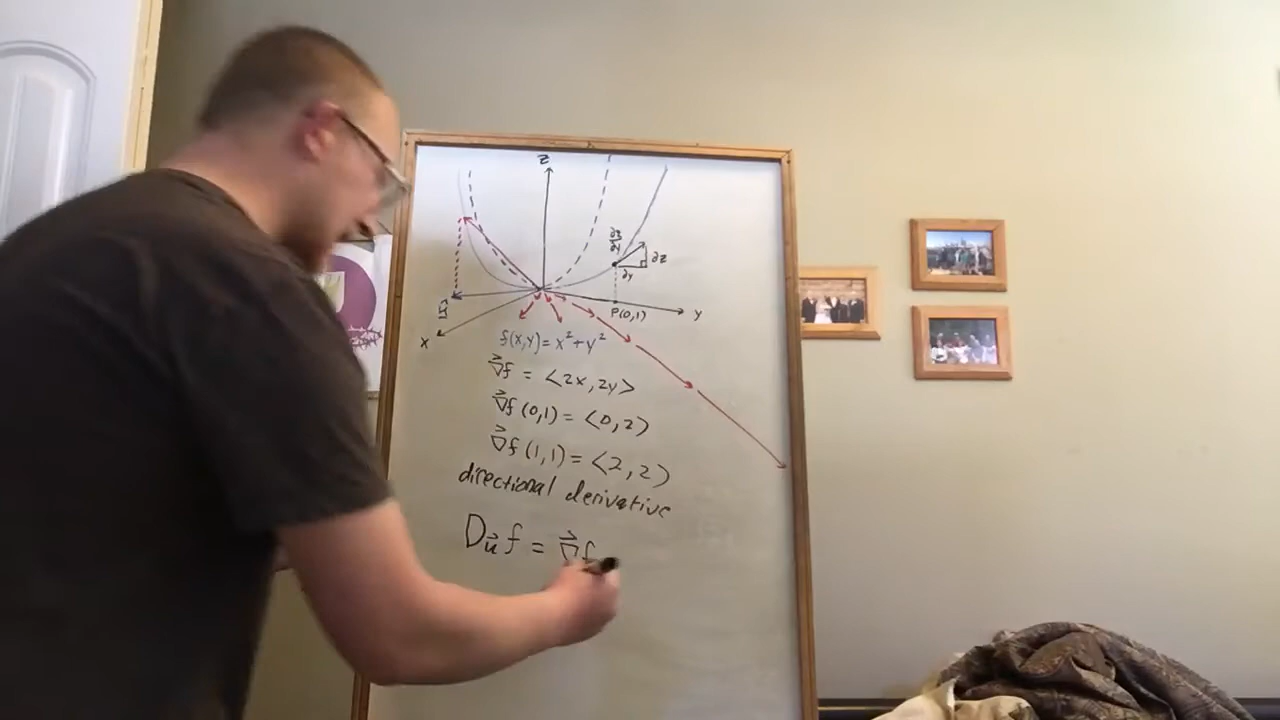 z
∂z/∂y
∂z
∂y
u⃗
P(0,1)
y
x
f(x,y) = x² + y²
∇⃗f = <2x, 2y>
∇⃗f (0,1) = <0, 2>
∇⃗f (1,1) = <2, 2>
directional derivative
D_u⃗ f = ∇⃗f